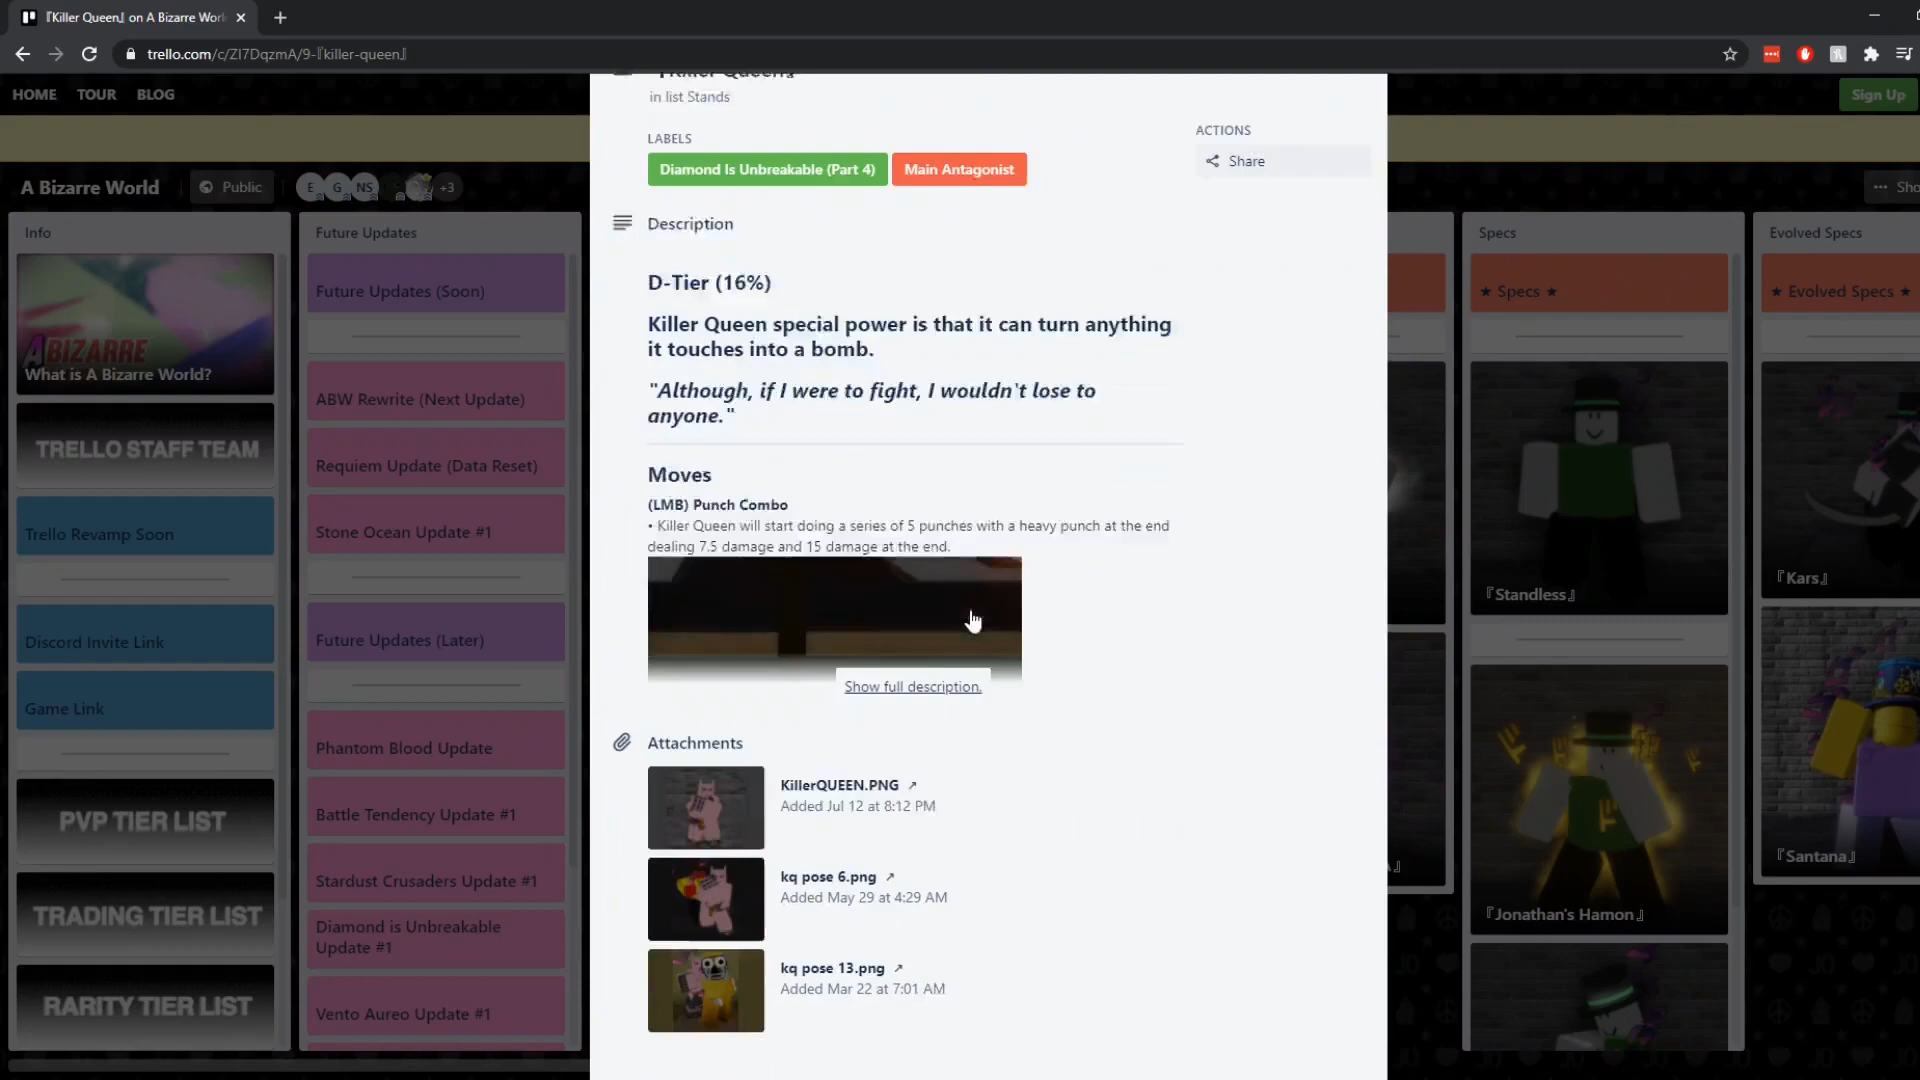 『Killer Queen』 on A Bizarre Worl
trello.com/c/ZI7DqzmA/9-『killer-queen』
HOME TOUR BLOG
Sign Up
A Bizarre World
Public
E G NS +3
Sho
Info
A BIZARRE
What is A Bizarre World?
TRELLO STAFF TEAM
Trello Revamp Soon
Discord Invite Link
Game Link
PVP TIER LIST
TRADING TIER LIST
RARITY TIER LIST
Future Updates
Future Updates (Soon)
ABW Rewrite (Next Update)
Requiem Update (Data Reset)
Stone Ocean Update #1
Future Updates (Later)
Phantom Blood Update
Battle Tendency Update #1
Stardust Crusaders Update #1
Diamond is Unbreakable
Update #1
Vento Aureo Update #1
『Killer Queen』
in list Stands
LABELS
Diamond Is Unbreakable (Part 4) Main Antagonist
Description
D-Tier (16%)
Killer Queen special power is that it can turn anything
it touches into a bomb.
"Although, if I were to fight, I wouldn't lose to
anyone."
Moves
(LMB) Punch Combo
• Killer Queen will start doing a series of 5 punches with a heavy punch at the end
dealing 7.5 damage and 15 damage at the end.
Show full description.
Attachments
KillerQUEEN.PNG
Added Jul 12 at 8:12 PM
kq pose 6.png
Added May 29 at 4:29 AM
kq pose 13.png
Added Mar 22 at 7:01 AM
ACTIONS
Share
Specs
★ Specs ★
『Standless』
『Jonathan's Hamon』
Evolved Specs
★ Evolved Specs ★
『Kars』
『Santana』